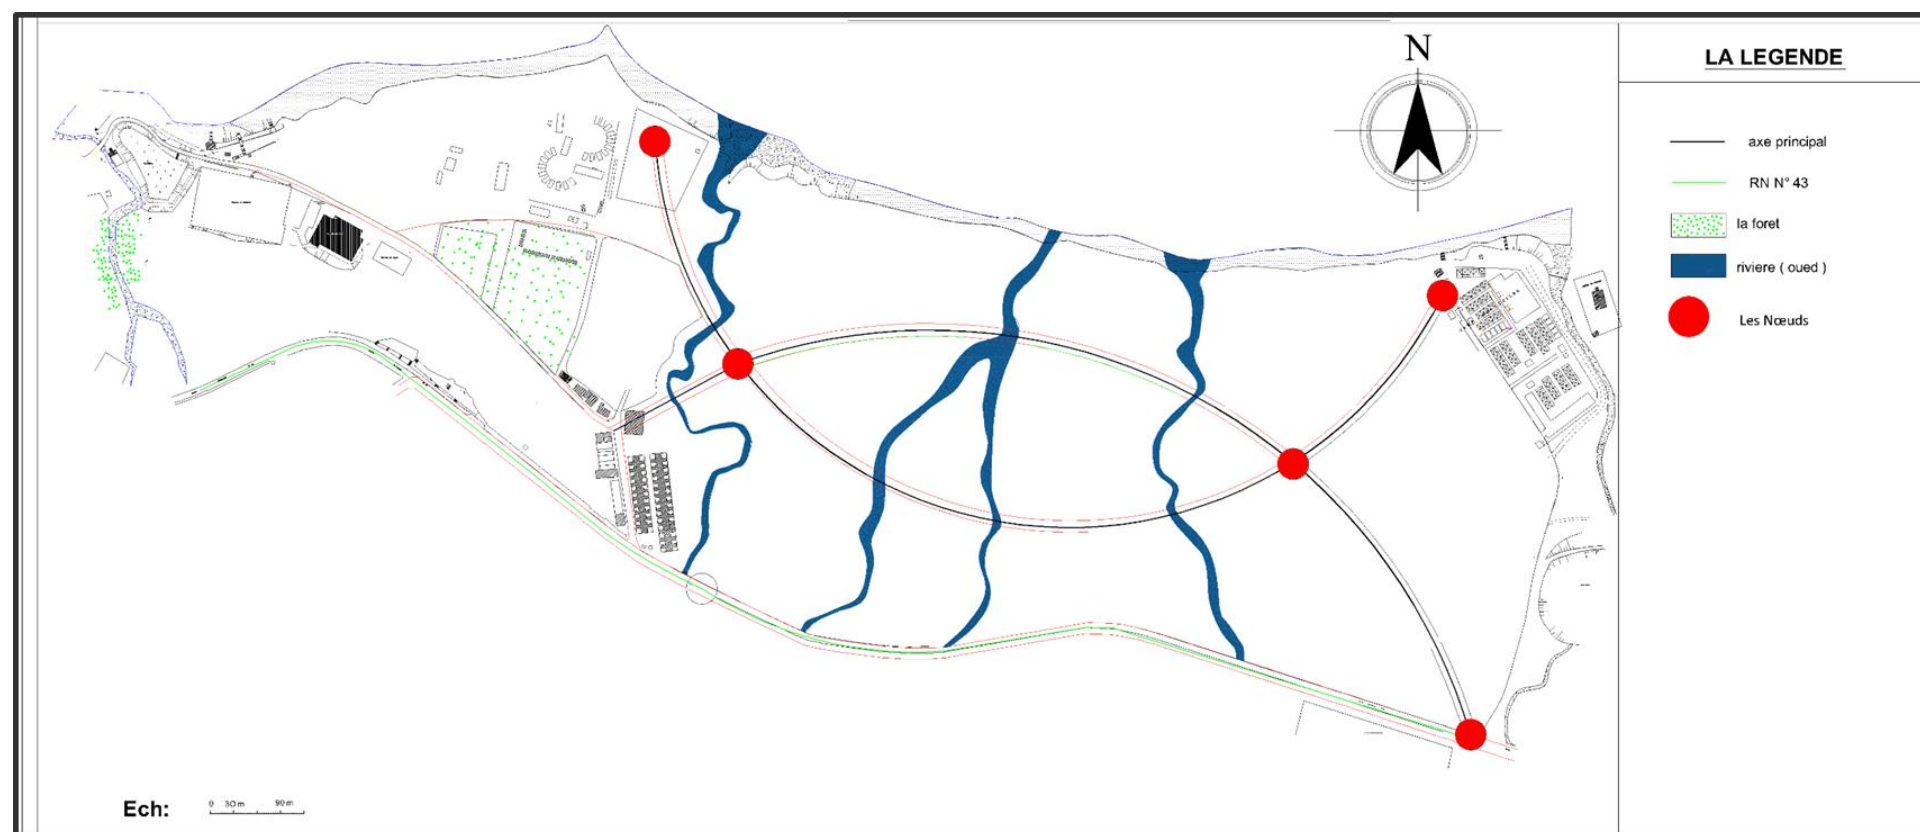 N
LA LEGENDE
axe principal
RN N° 43
la foret
riviere ( oued )
Les Nœuds
Ech:
0 30m 90m